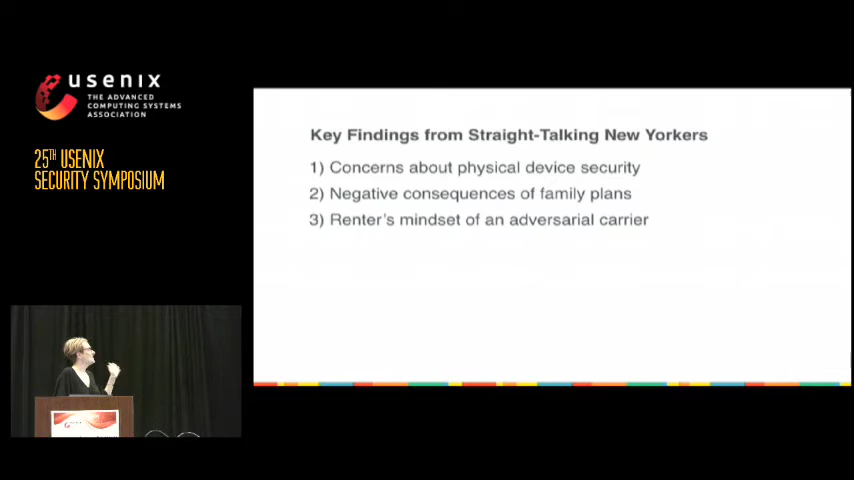 usenix
THE ADVANCED
COMPUTING SYSTEMS
ASSOCIATION
25TH USENIX
SECURITY SYMPOSIUM
Key Findings from Straight-Talking New Yorkers
1) Concerns about physical device security
2) Negative consequences of family plans
3) Renter's mindset of an adversarial carrier